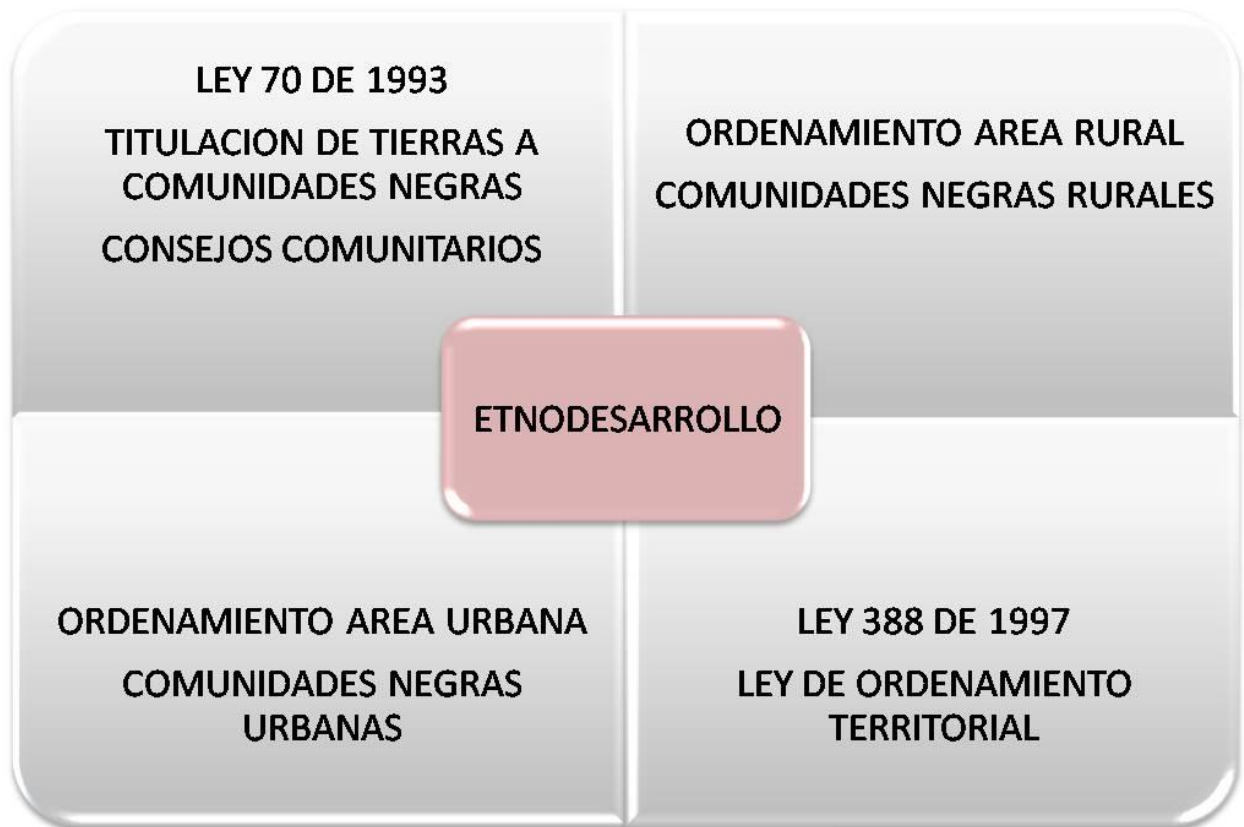 LEY 70 DE 1993
TITULACION DE TIERRAS A
COMUNIDADES NEGRAS
CONSEJOS COMUNITARIOS
ORDENAMIENTO AREA RURAL
COMUNIDADES NEGRAS RURALES
ETNODESARROLLO
ORDENAMIENTO AREA URBANA
COMUNIDADES NEGRAS
URBANAS
LEY 388 DE 1997
LEY DE ORDENAMIENTO
TERRITORIAL